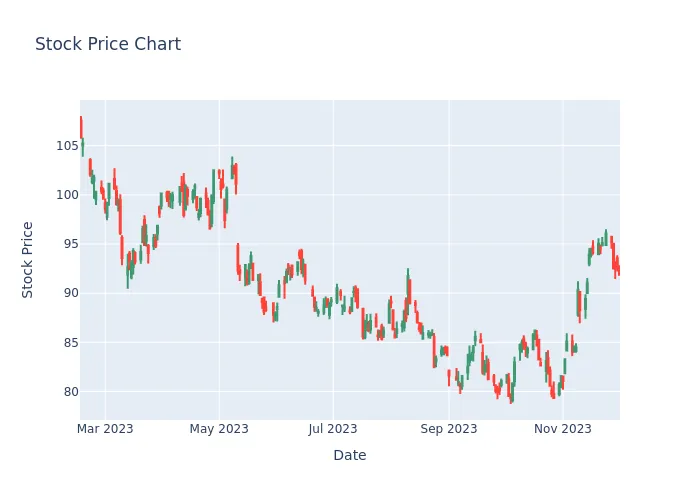 Stock Price Chart
Stock Price
105
100
95
90
85
80
Mar 2023
May 2023
Jul 2023
Sep 2023
Nov 2023
Date